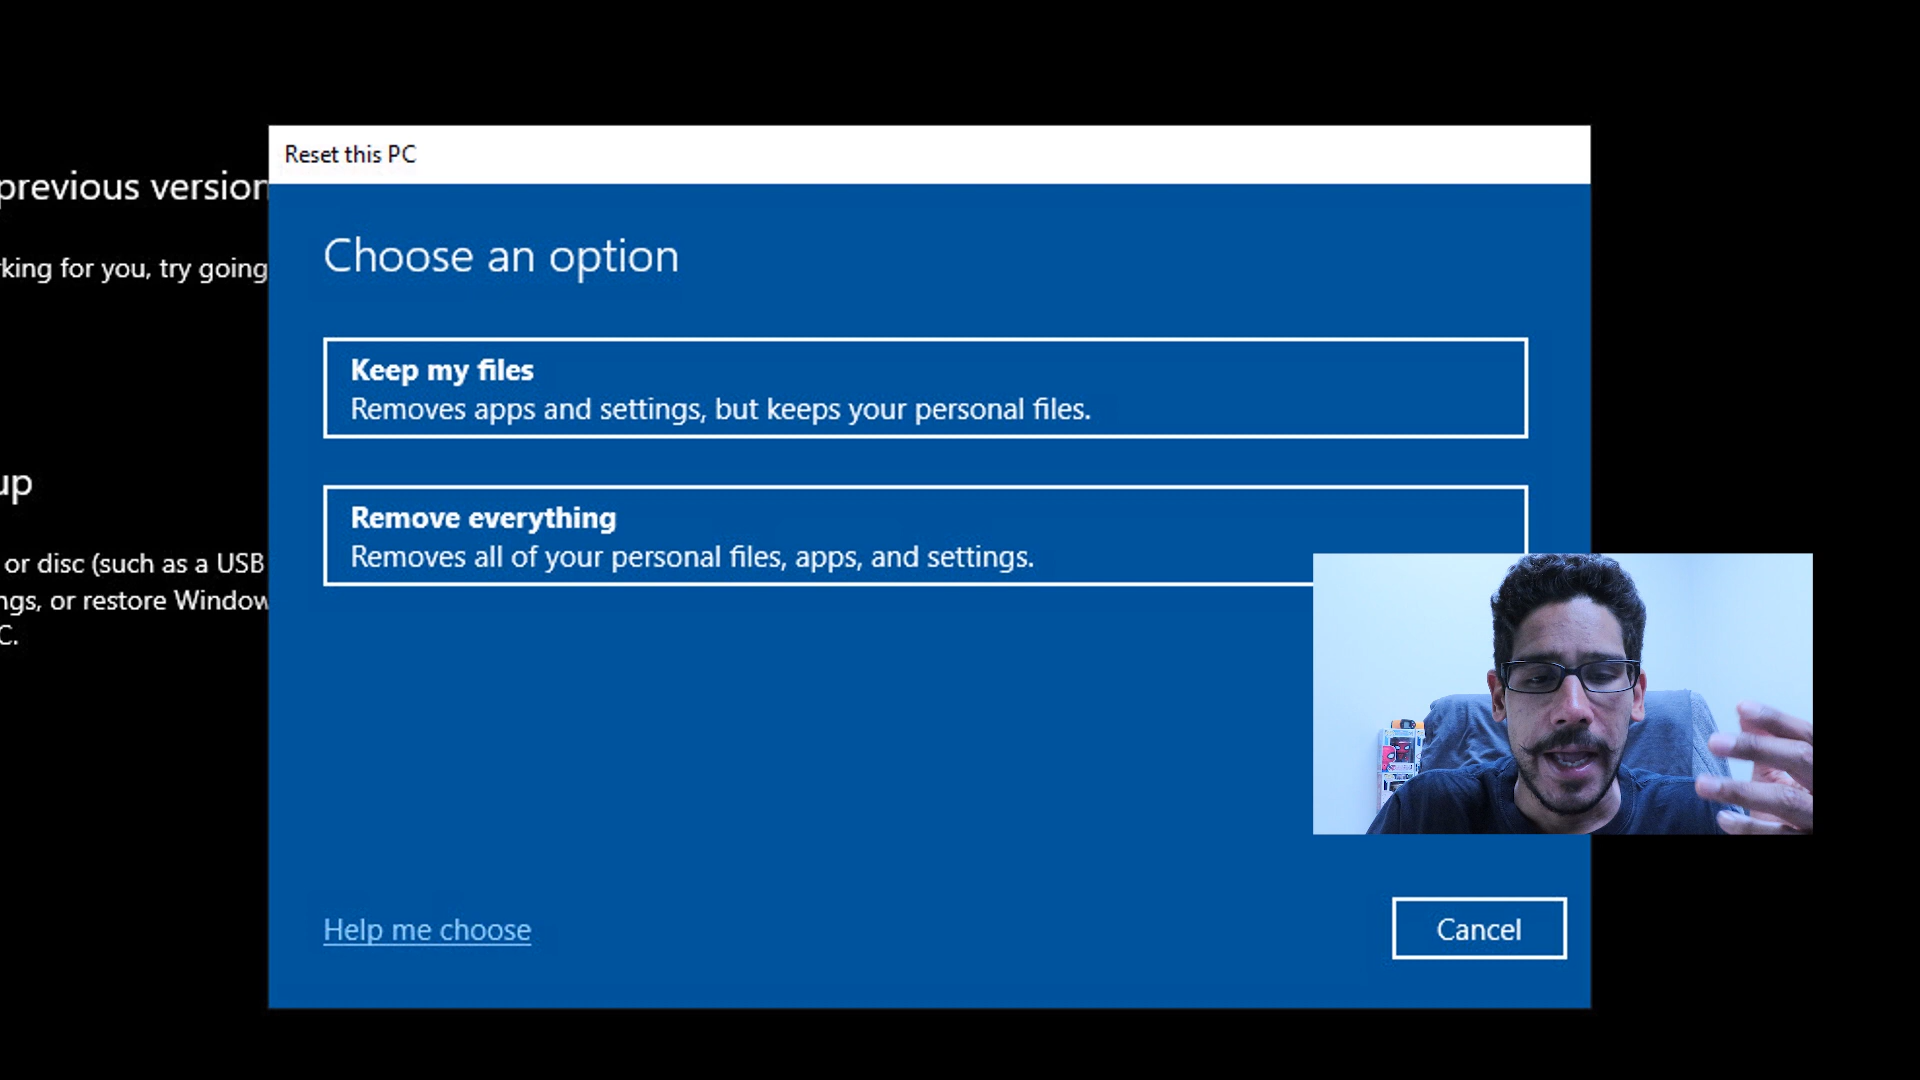 Reset this PC
previous version
king for you, try going
Choose an option
Keep my files
Removes apps and settings, but keeps your personal files.
up
Remove everything
Removes all of your personal files, apps, and settings.
or disc (such as a USB
ngs, or restore Window
C.
Help me choose
Cancel